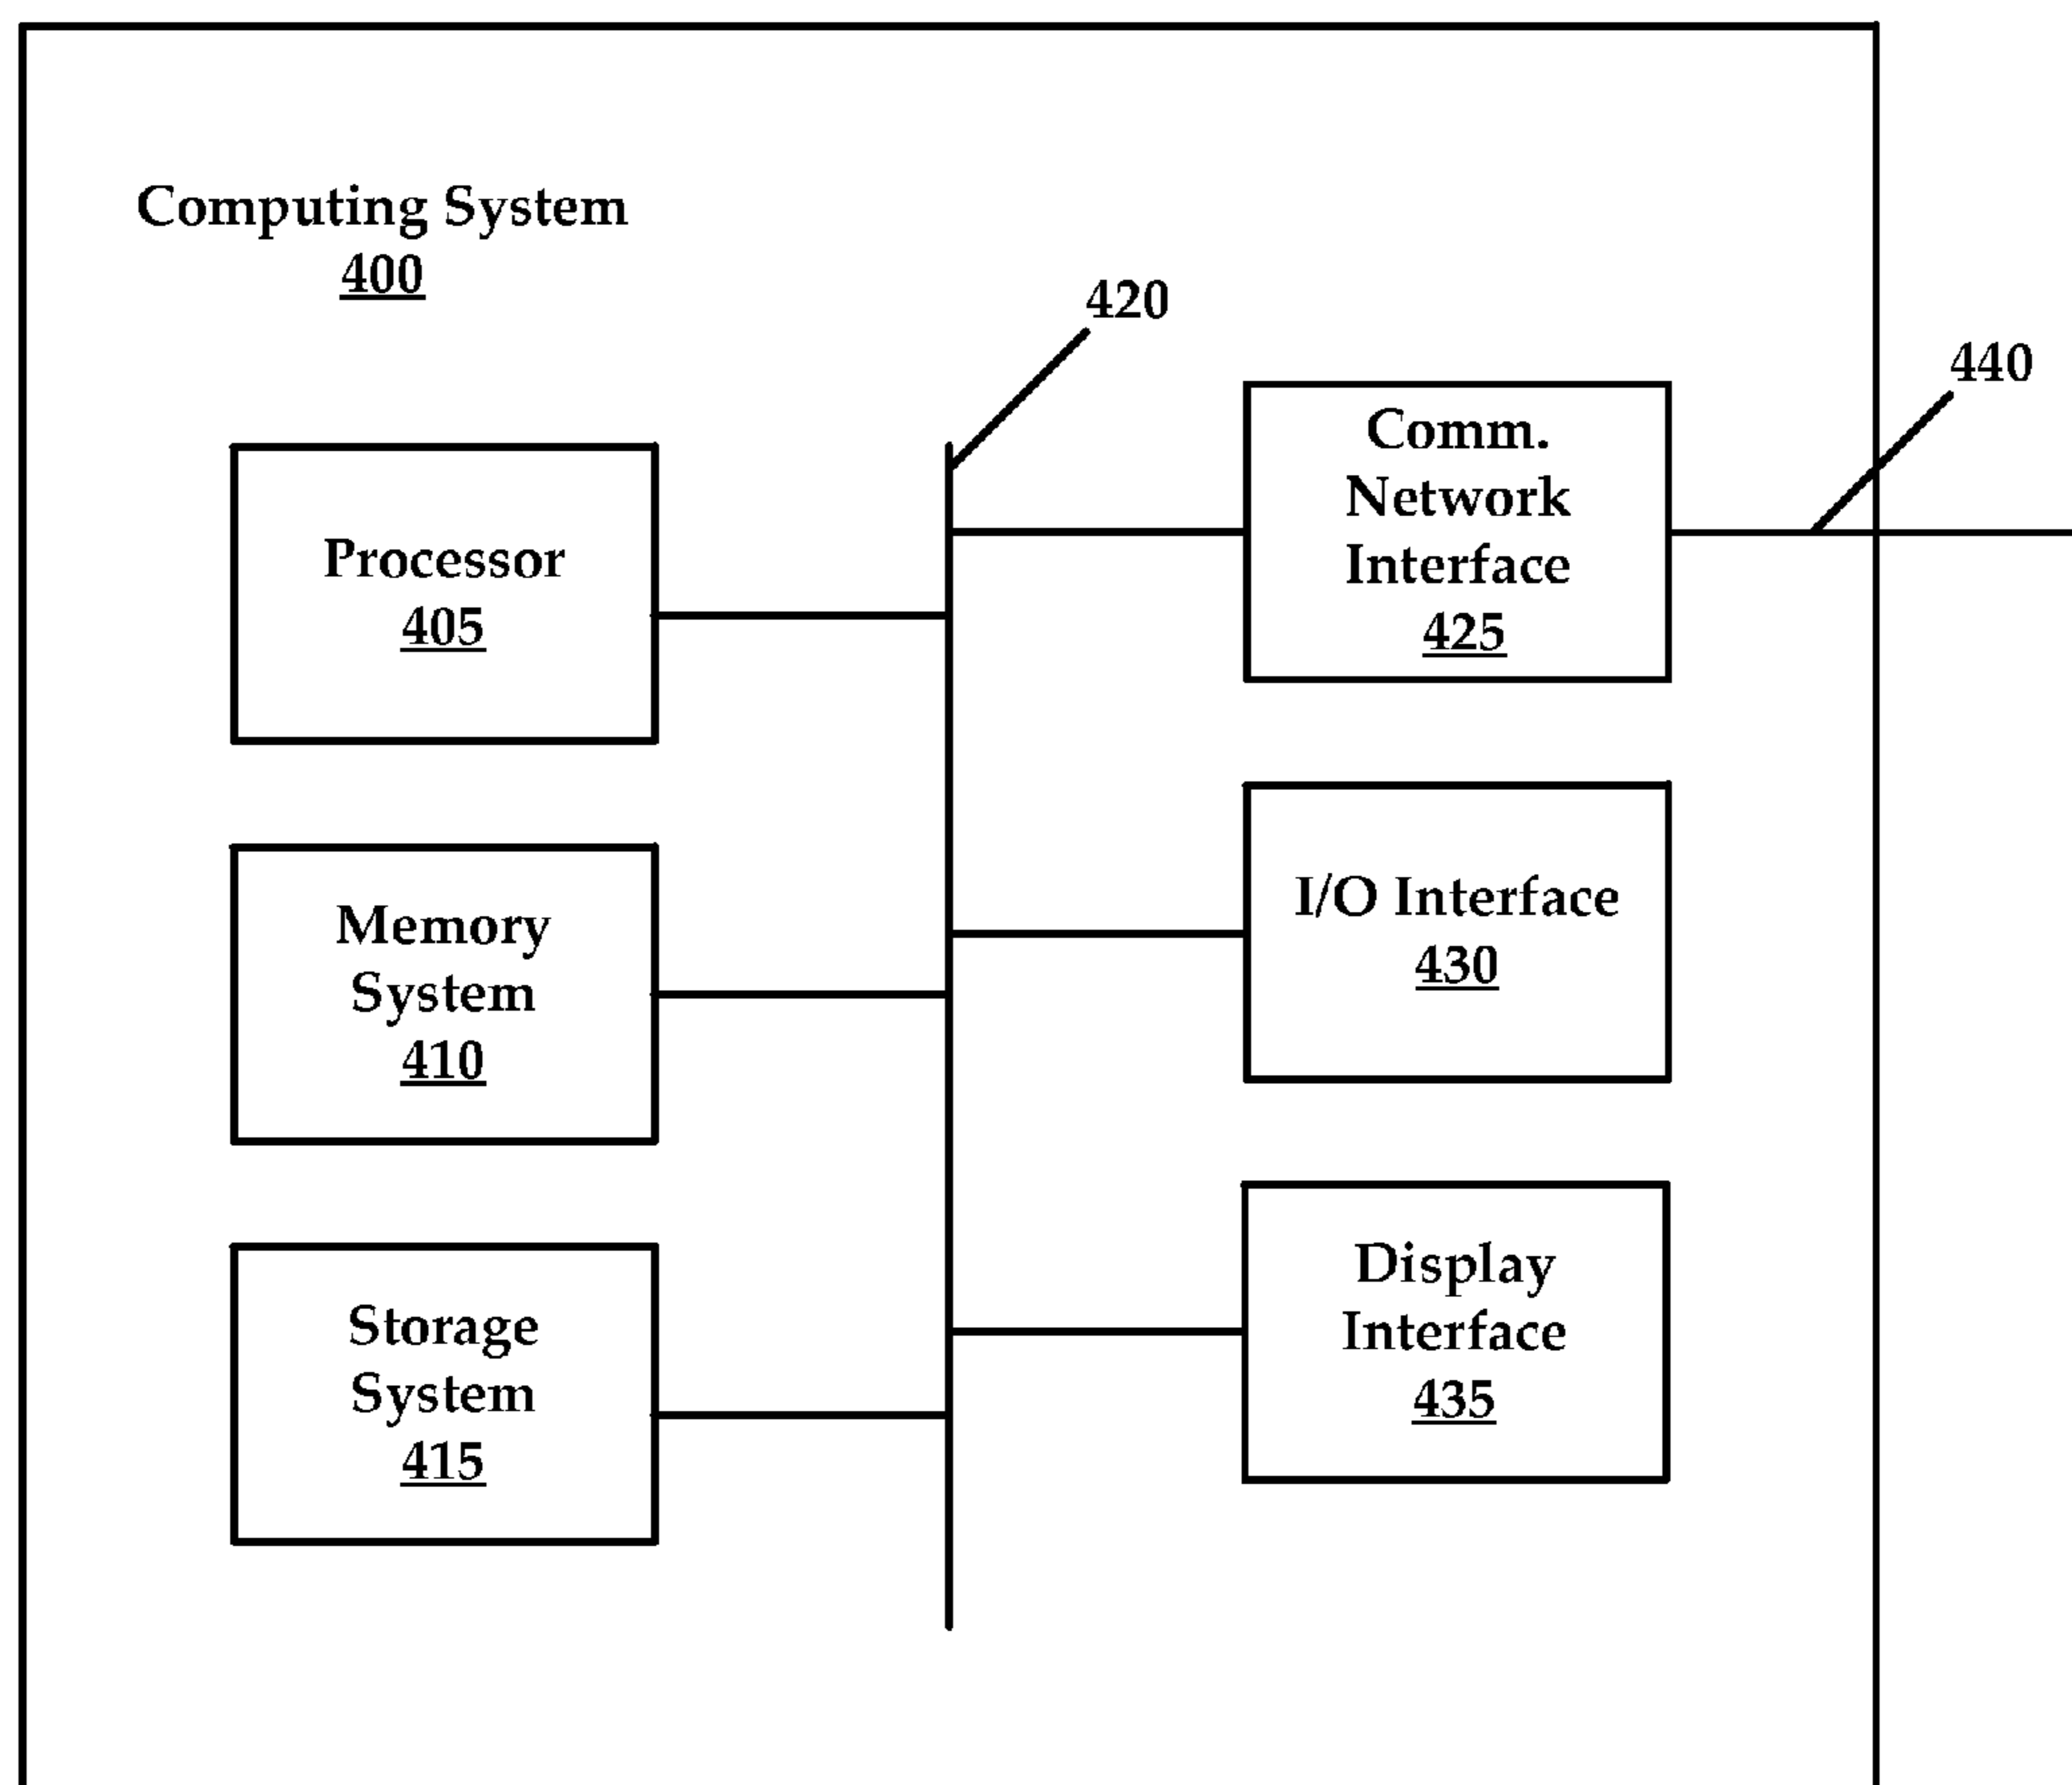 Computing System
400
420
440
Processor
405
Memory
System
410
Storage
System
415
Comm.
Network
Interface
425
I/O Interface
430
Display
Interface
435